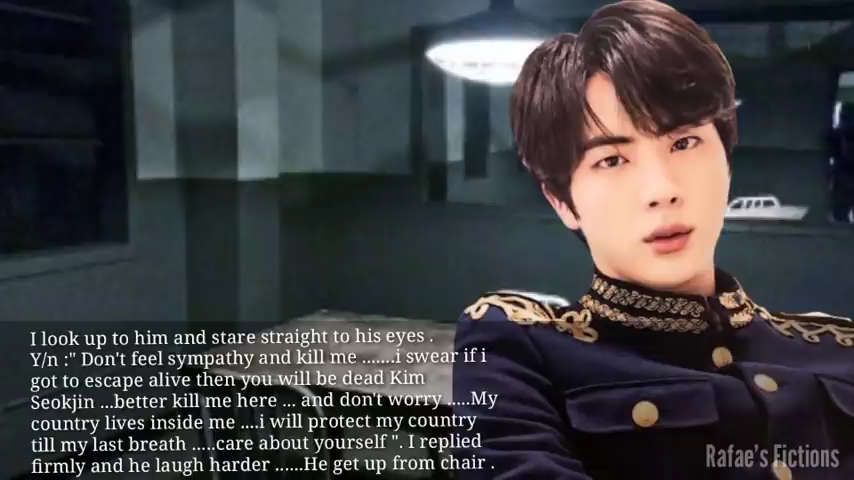 I look up to him and stare straight to his eyes .
Y/n :" Don't feel sympathy and kill me .......i swear if i
got to escape alive then you will be dead Kim
Seokjin ...better kill me here ... and don't worry .....My
country lives inside me ....i will protect my country
till my last breath .....care about yourself ". I replied
firmly and he laugh harder ......He get up from chair .
Rafae's Fictions